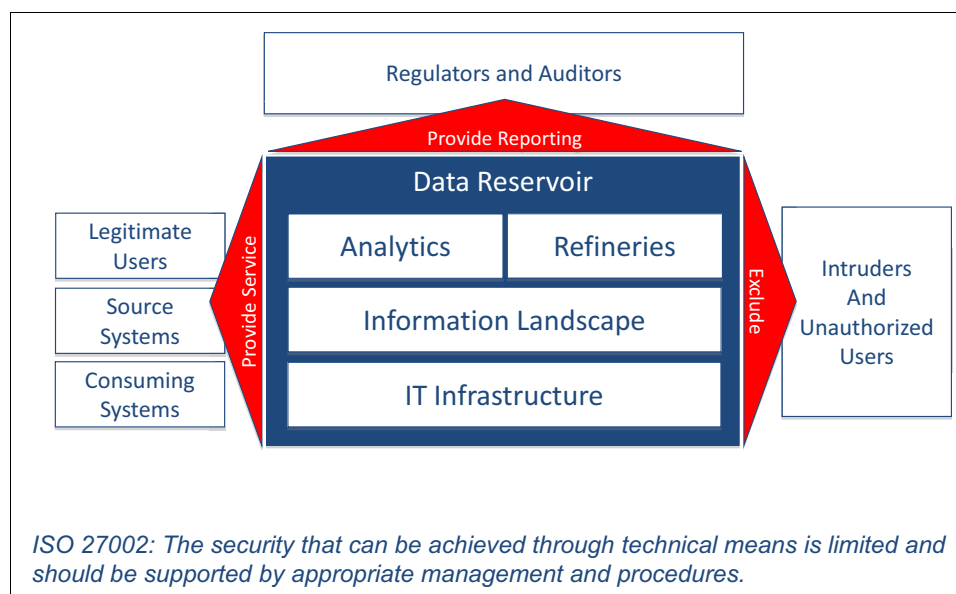 Regulators and Auditors
Provide Reporting
Data Reservoir
Legitimate
Users
Source
Systems
Consuming
Systems
Provide Service
Analytics
Refineries
Information Landscape
IT Infrastructure
Exclude
Intruders
And
Unauthorized
Users
ISO 27002: The security that can be achieved through technical means is limited and
should be supported by appropriate management and procedures.